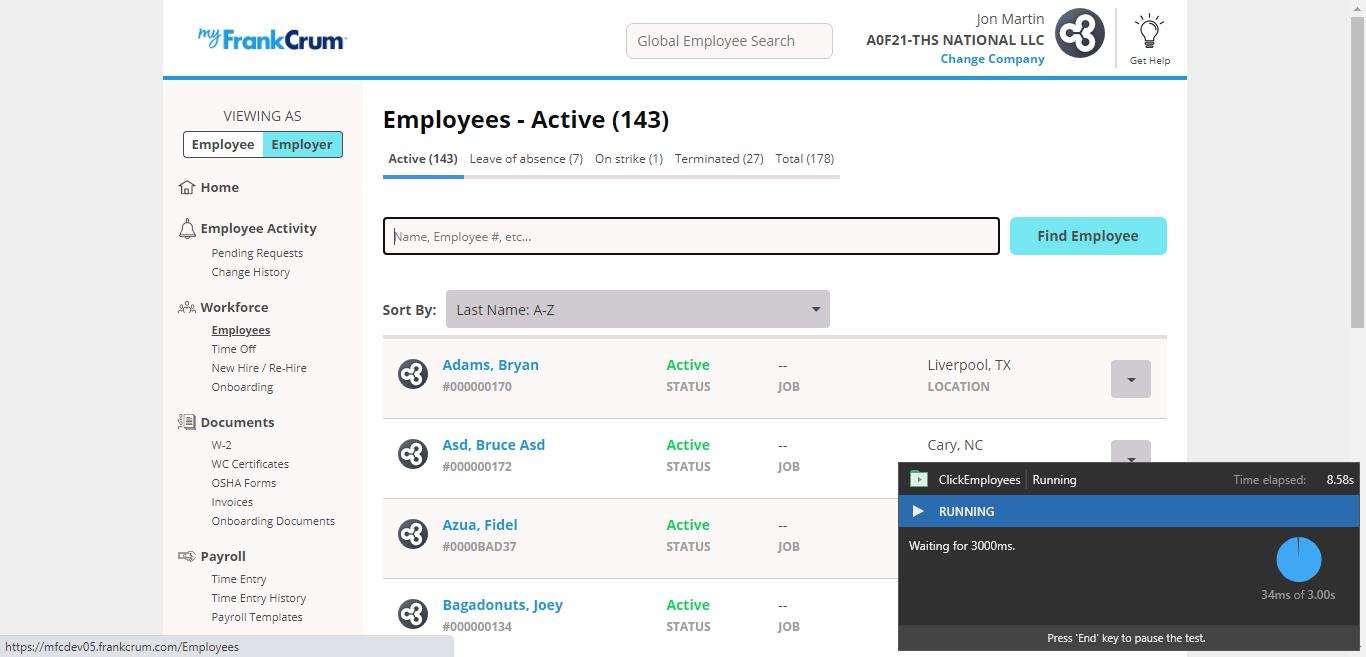 myFrankCrum
Global Employee Search
Jon Martin
A0F21-THS NATIONAL LLC
Change Company
Get Help
VIEWING AS
Employee Employer
Home
Employee Activity
Pending Requests
Change History
Workforce
Employees
Time Off
New Hire / Re-Hire
Onboarding
Documents
W-2
WC Certificates
OSHA Forms
Invoices
Onboarding Documents
Payroll
Time Entry
Time Entry History
Payroll Templates
Employees - Active (143)
Active (143) Leave of absence (7) On strike (1) Terminated (27) Total (178)
Name, Employee #, etc...
Find Employee
Sort By: Last Name: A-Z
Adams, Bryan Active -- Liverpool, TX
#000000170 STATUS JOB LOCATION
Asd, Bruce Asd Active -- Cary, NC
#000000172 STATUS JOB
Azua, Fidel Active --
#0000BAD37 STATUS JOB
Bagadonuts, Joey Active --
#000000134 STATUS JOB
ClickEmployees Running Time elapsed: 8.58s
RUNNING
Waiting for 3000ms.
34ms of 3.00s
Press 'End' key to pause the test.
https://mfcdev05.frankcrum.com/Employees